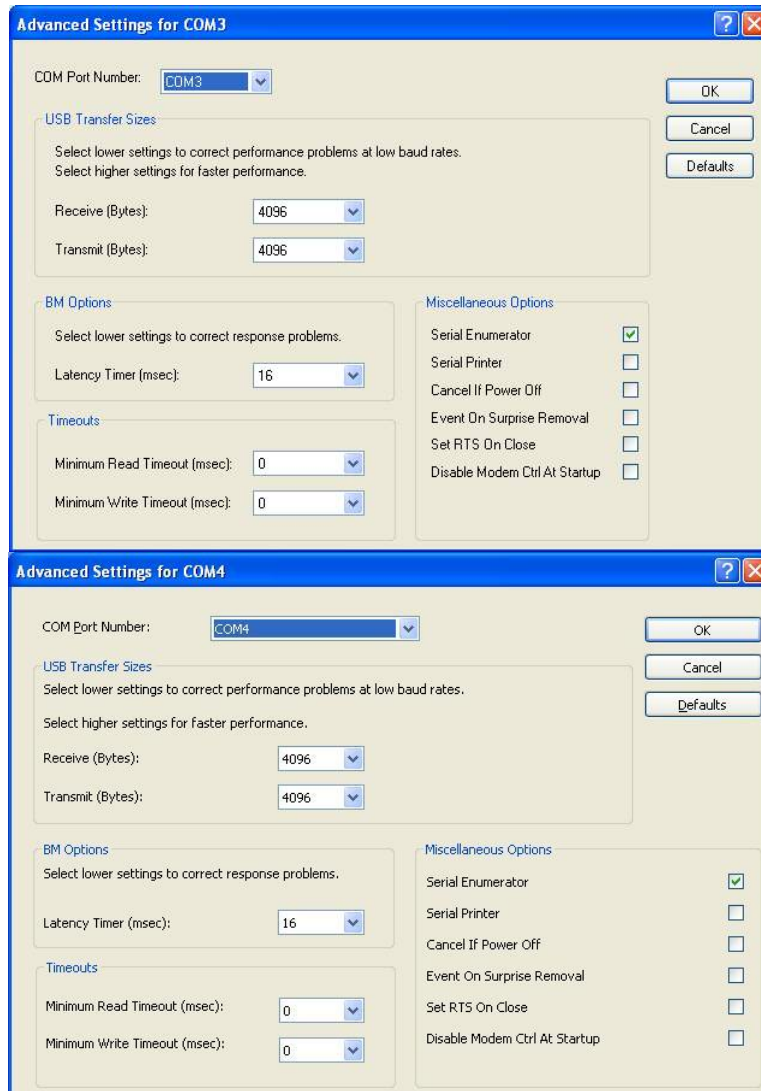 Advanced Settings for COM3
COM Port Number: COM3
OK
USB Transfer Sizes
Cancel
Select lower settings to correct performance problems at low baud rates.
Select higher settings for faster performance.
Defaults
Receive (Bytes): 4096
Transmit (Bytes): 4096
BM Options
Select lower settings to correct response problems.
Latency Timer (msec): 16
Timeouts
Minimum Read Timeout (msec): 0
Minimum Write Timeout (msec): 0
Miscellaneous Options
Serial Enumerator
Serial Printer
Cancel If Power Off
Event On Surprise Removal
Set RTS On Close
Disable Modem Ctrl At Startup
Advanced Settings for COM4
COM Port Number: COM4
OK
USB Transfer Sizes
Cancel
Select lower settings to correct performance problems at low baud rates.
Defaults
Select higher settings for faster performance.
Receive (Bytes): 4096
Transmit (Bytes): 4096
BM Options
Select lower settings to correct response problems.
Latency Timer (msec): 16
Timeouts
Minimum Read Timeout (msec): 0
Minimum Write Timeout (msec): 0
Miscellaneous Options
Serial Enumerator
Serial Printer
Cancel If Power Off
Event On Surprise Removal
Set RTS On Close
Disable Modem Ctrl At Startup